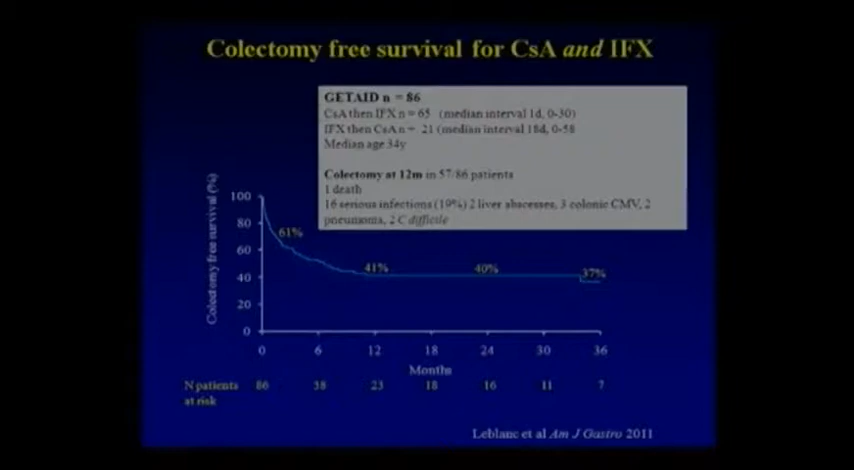 Colectomy free survival for CsA and IFX
GETAID n = 86
CsA then IFX n = 65 (median interval 1d, 0-30)
IFX then CsA n = 21 (median interval 18d, 0-58
Median age 34y
Colectomy at 12m in 57/86 patients
1 death
16 serious infections (19%) 2 liver abscesses, 3 colonic CMV, 2
pneumonia, 2 C difficile
Colectomy free survival (%)
100
80
60
40
20
0
61%
41%
40%
37%
0 6 12 18 24 30 36
Months
N patients 86 38 23 18 16 11 7
at risk
Leblanc et al Am J Gastro 2011